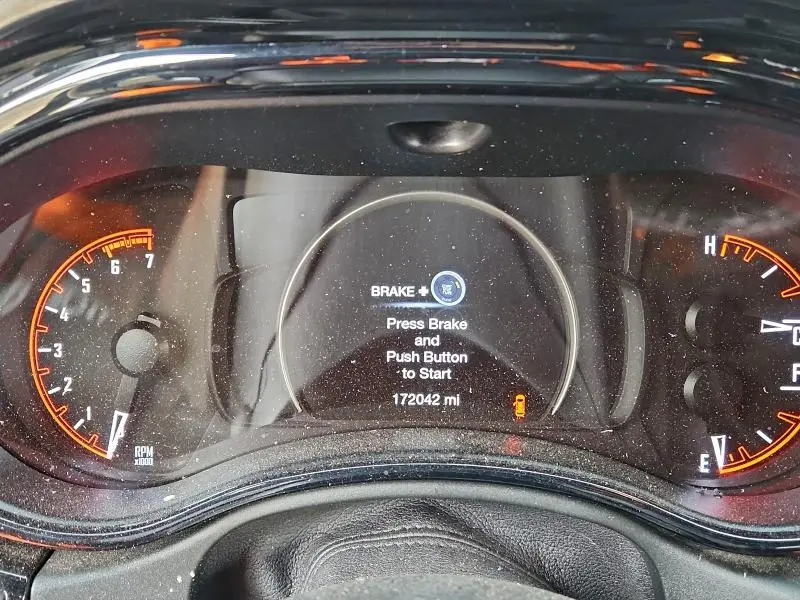 7
6
5
4
3
2
1
RPM
x1000
BRAKE +
Press Brake
and
Push Button
to Start
172042 mi
H
C
F
E